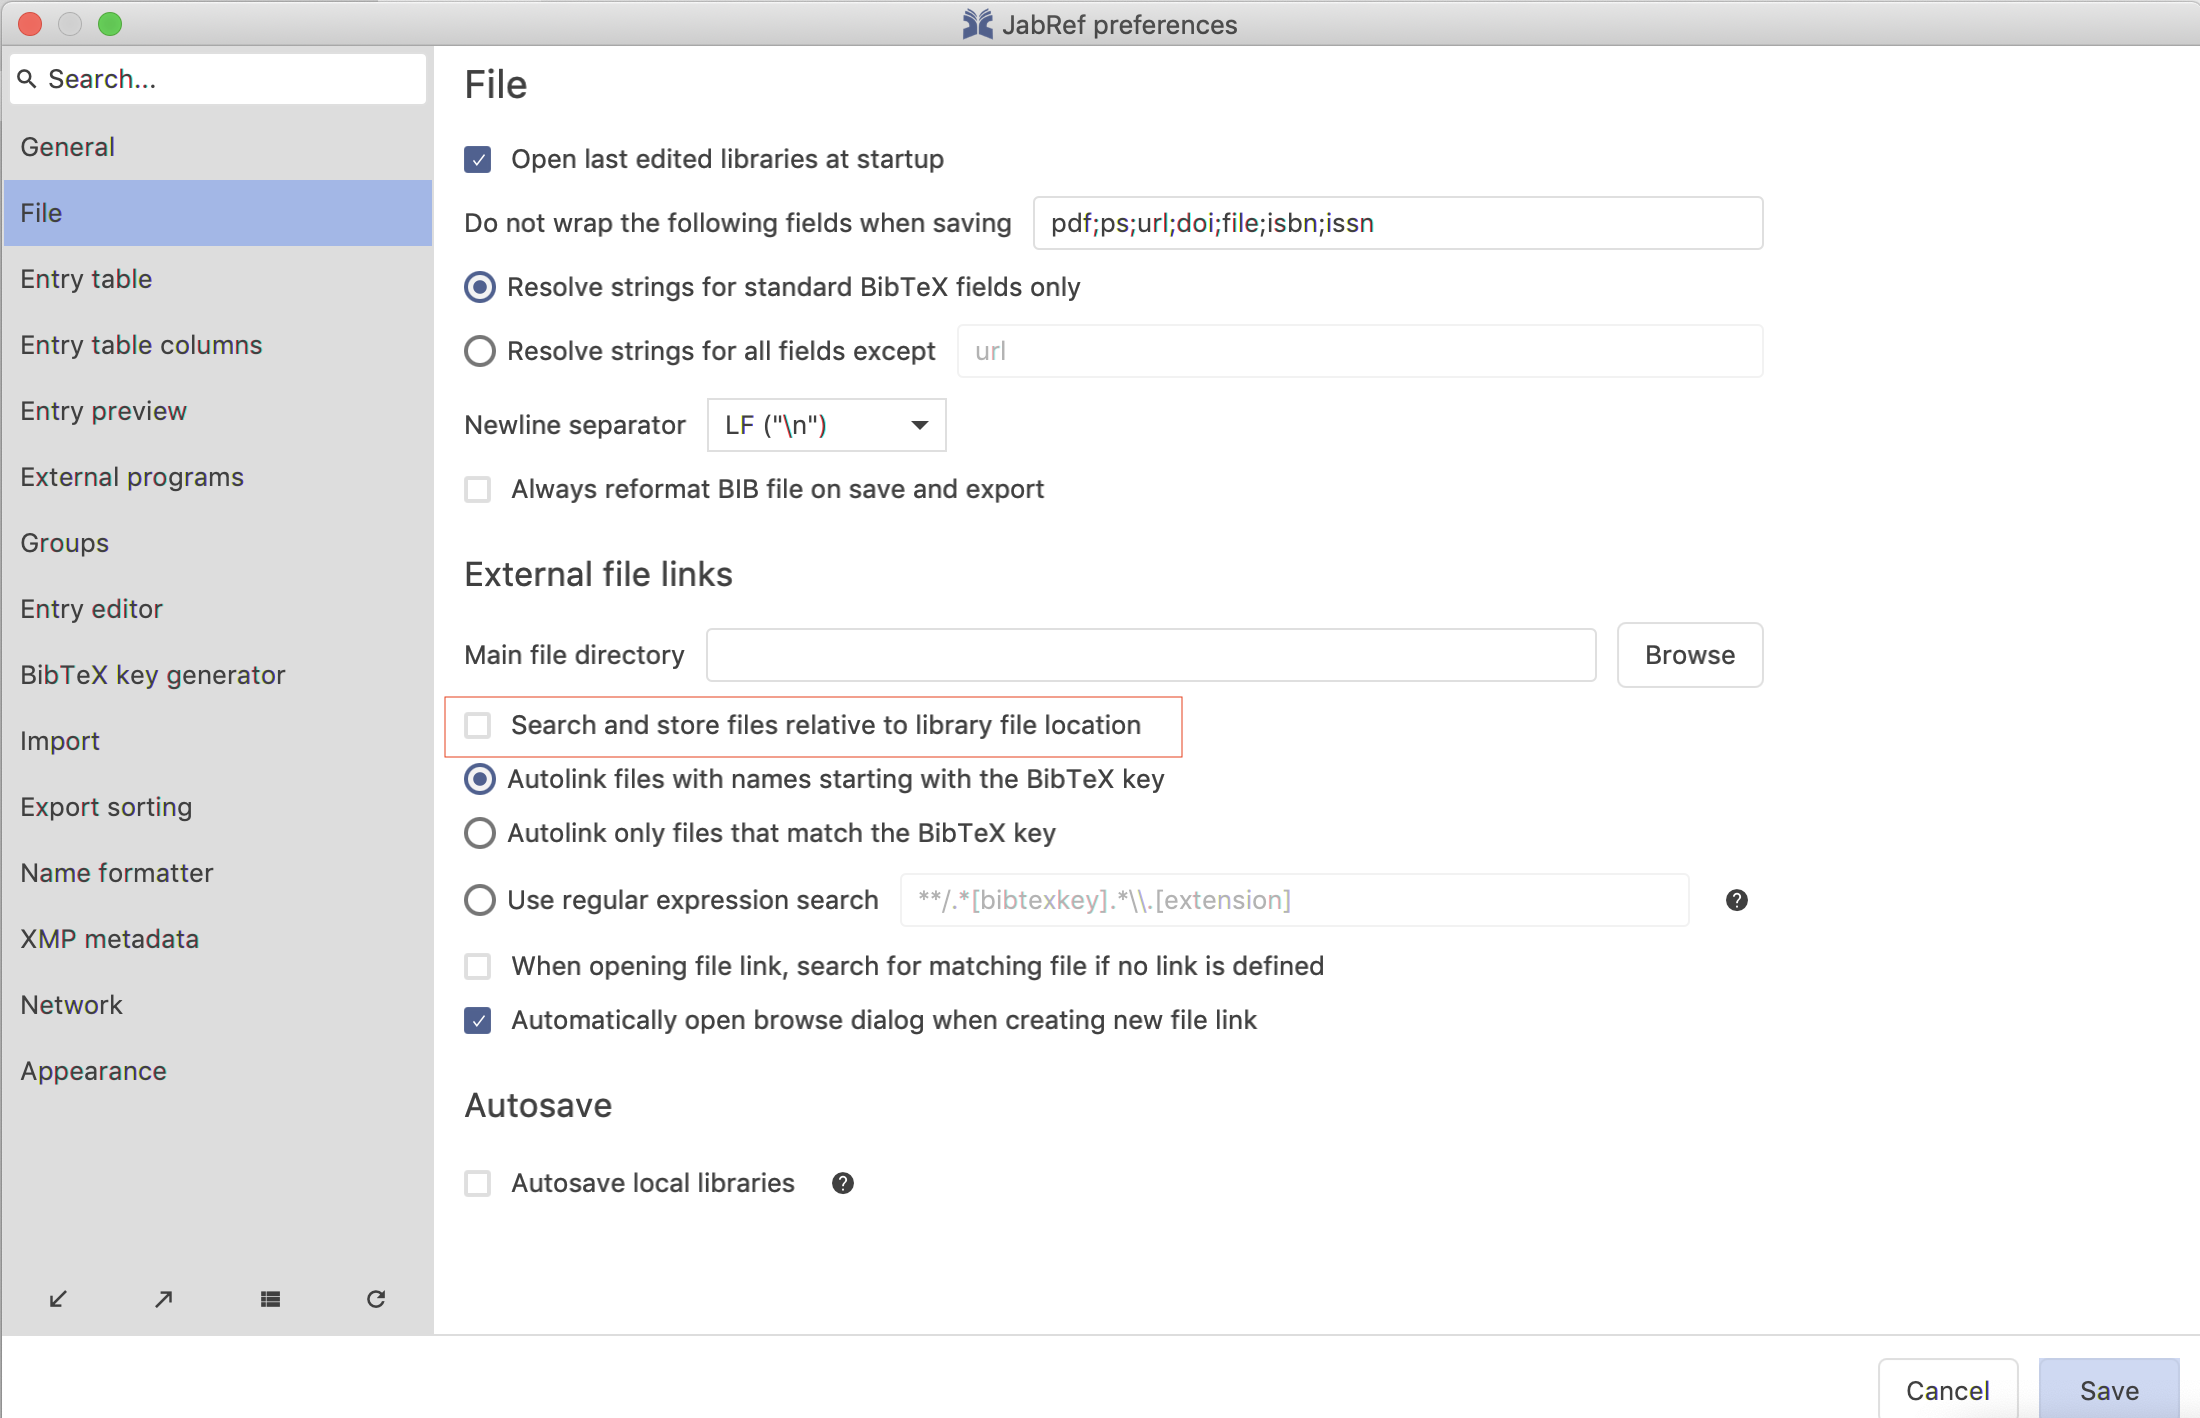 JabRef preferences
Search...
General
File
Entry table
Entry table columns
Entry preview
External programs
Groups
Entry editor
BibTeX key generator
Import
Export sorting
Name formatter
XMP metadata
Network
Appearance
File
Open last edited libraries at startup
Do not wrap the following fields when saving pdf;ps;url;doi;file;isbn;issn
Resolve strings for standard BibTeX fields only
Resolve strings for all fields except url
Newline separator LF ("\n")
Always reformat BIB file on save and export
External file links
Main file directory Browse
Search and store files relative to library file location
Autolink files with names starting with the BibTeX key
Autolink only files that match the BibTeX key
Use regular expression search **/.*[bibtexkey].*\\.[extension] ?
When opening file link, search for matching file if no link is defined
Automatically open browse dialog when creating new file link
Autosave
Autosave local libraries ?
Cancel Save